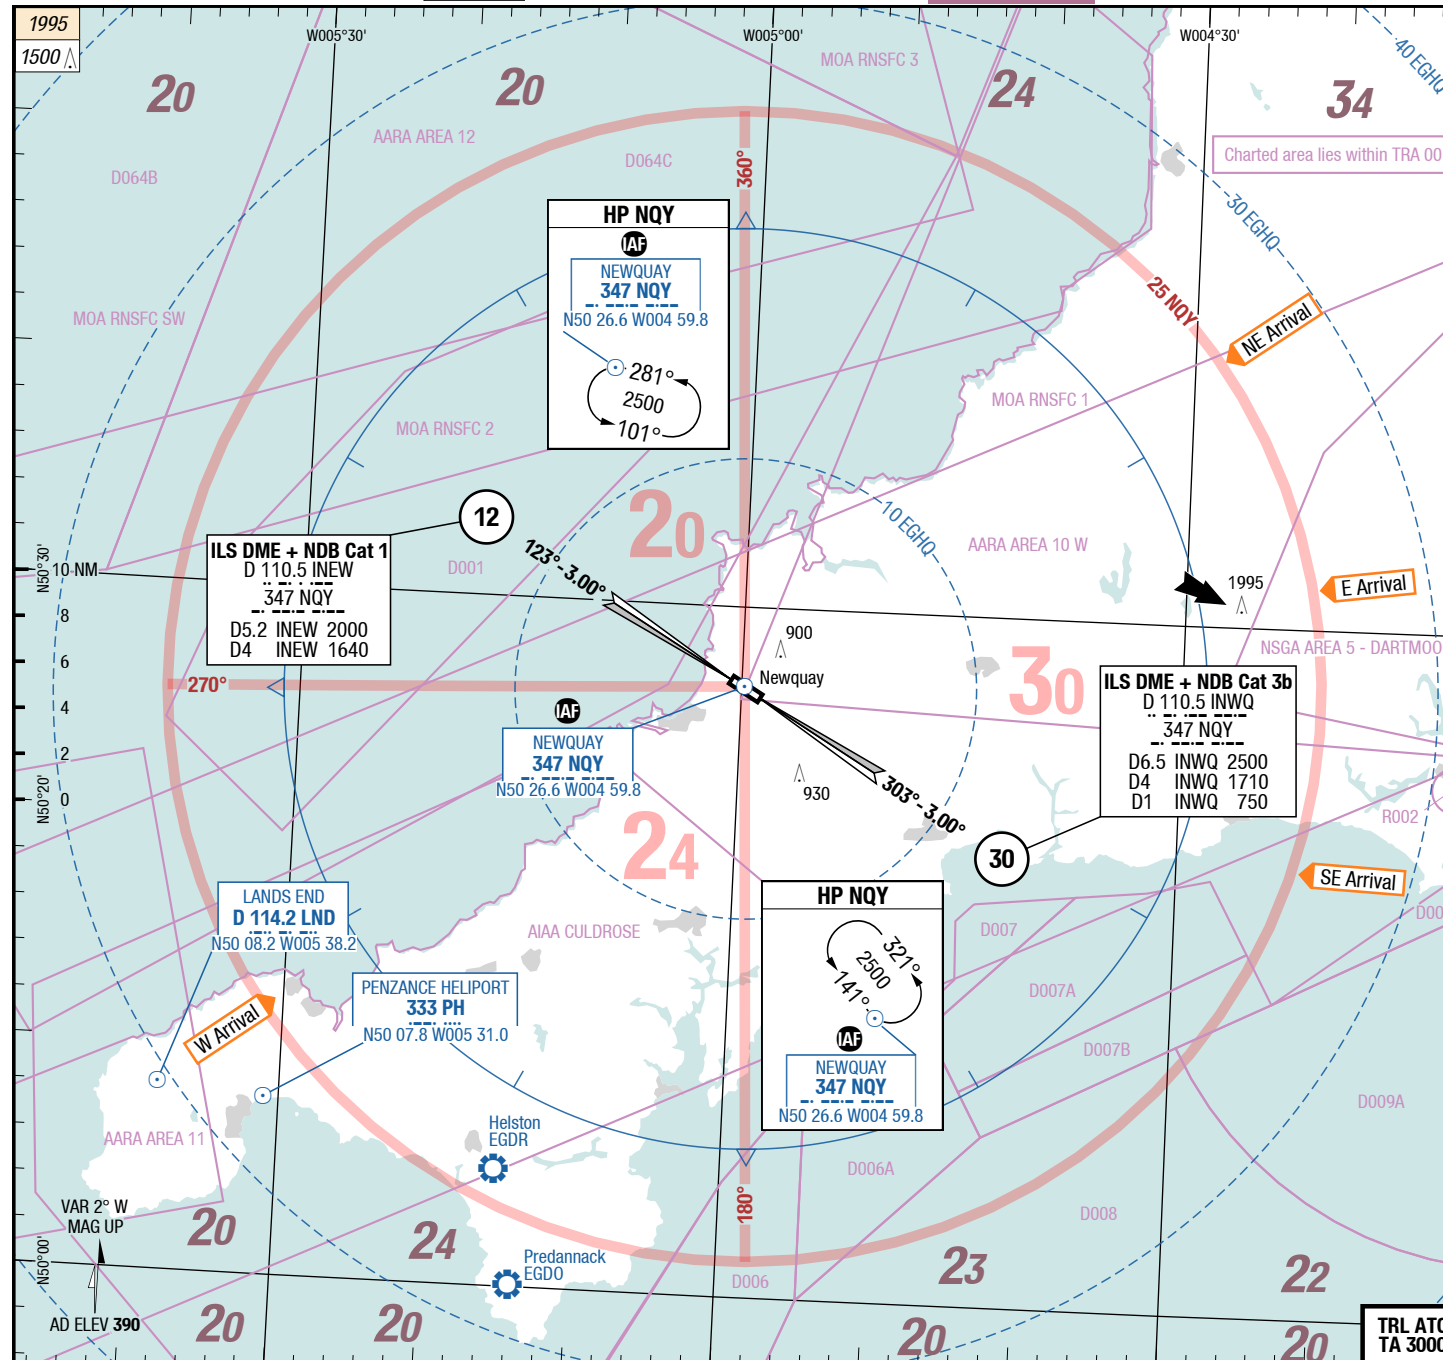 1995
1500
W005°30'
W005°00'
W004°30'
40 EGHQ
20
20
24
34
MOA RNSFC 3
AARA AREA 12
D064B
D064C
Charted area lies within TRA 00
360°
30 EGHQ
HP NQY
IAF
NEWQUAY
347 NQY
N50 26.6 W004 59.8
281°
2500
101°
MOA RNSFC SW
25 NQY
NE Arrival
MOA RNSFC 2
MOA RNSFC 1
12
20
10 EGHQ
ILS DME + NDB Cat 1
D 110.5 INEW
347 NQY
D5.2 INEW 2000
D4 INEW 1640
123°-3.00°
D001
AARA AREA 10 W
N50°30'
10 NM
8
6
4
2
0
N50°20'
1995
E Arrival
900
Newquay
NSGA AREA 5 - DARTMOO
270°
30
ILS DME + NDB Cat 3b
D 110.5 INWQ
347 NQY
D6.5 INWQ 2500
D4 INWQ 1710
D1 INWQ 750
IAF
NEWQUAY
347 NQY
N50 26.6 W004 59.8
930
303°-3.00°
R002
24
30
SE Arrival
LANDS END
D 114.2 LND
N50 08.2 W005 38.2
HP NQY
321°
2500
141°
IAF
NEWQUAY
347 NQY
N50 26.6 W004 59.8
D007
D00
AIAA CULDROSE
PENZANCE HELIPORT
333 PH
N50 07.8 W005 31.0
D007A
W Arrival
D007B
D009A
AARA AREA 11
Helston
EGDR
D006A
VAR 2° W
MAG UP
180°
D008
20
24
23
22
N50°00'
Predannack
EGDO
D006
AD ELEV 390
20
20
20
20
TRL ATC
TA 3000